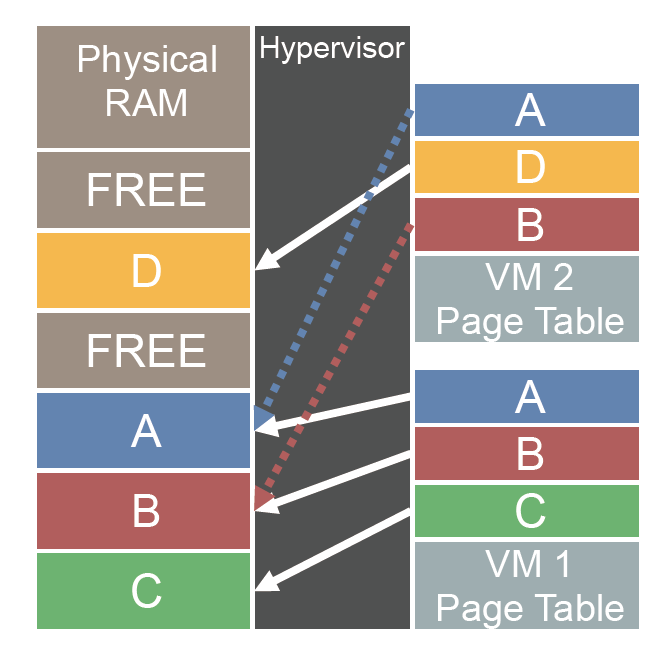 Physical
RAM
FREE
D
FREE
A
B
C
Hypervisor
A
D
B
VM 2
Page Table
A
B
C
VM 1
Page Table